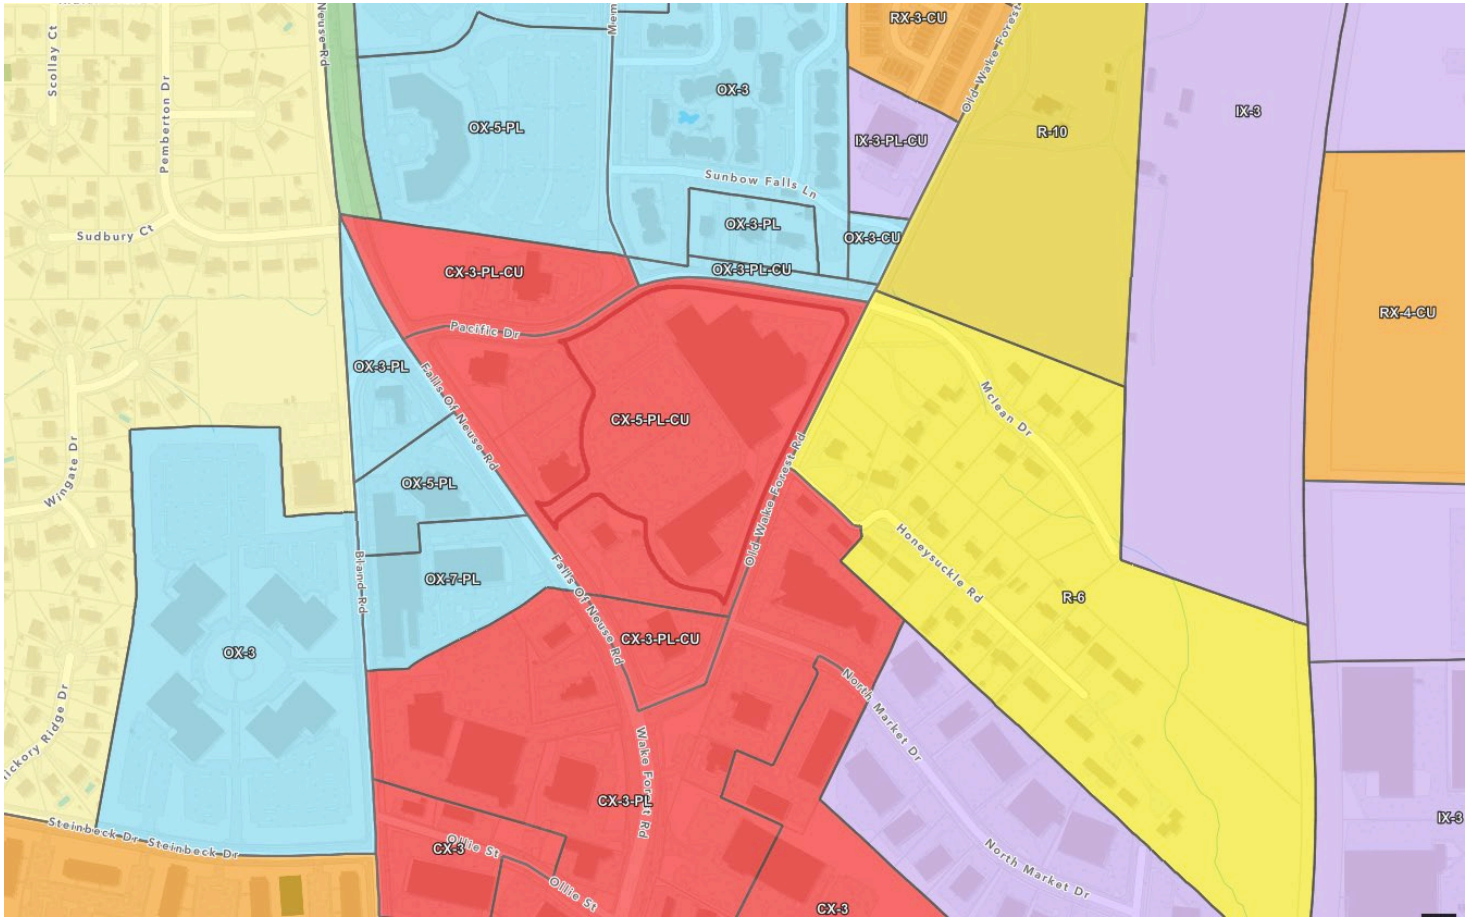 Scollay Ct
Neuse Rd
Mem
RX-3-CU
Old Wake Forest
Pemberton Dr
OX-5-PL
OX-3
IX-3-PL-CU
R-10
IX-3
Sunbow Falls Ln
Sudbury Ct
OX-3-PL
OX-3-CU
CX-3-PL-CU
OX-3-PL-CU
RX-4-CU
Pacific Dr
OX-3-PL
Falls Of Neuse Rd
CX-5-PL-CU
Mclean Dr
Wingate Dr
OX-5-PL
Old Wake Forest Rd
Honeysuckle Rd
Bland Rd
OX-7-PL
Falls Of Neuse Rd
R-6
CX-3-PL-CU
OX-3
Hickory Ridge Dr
North Market Dr
Wake Forest Rd
CX-3-PL
IX-3
Steinbeck Dr Steinbeck Dr
CX-3
Ollie St
Ollie St
North Market Dr
CX-3